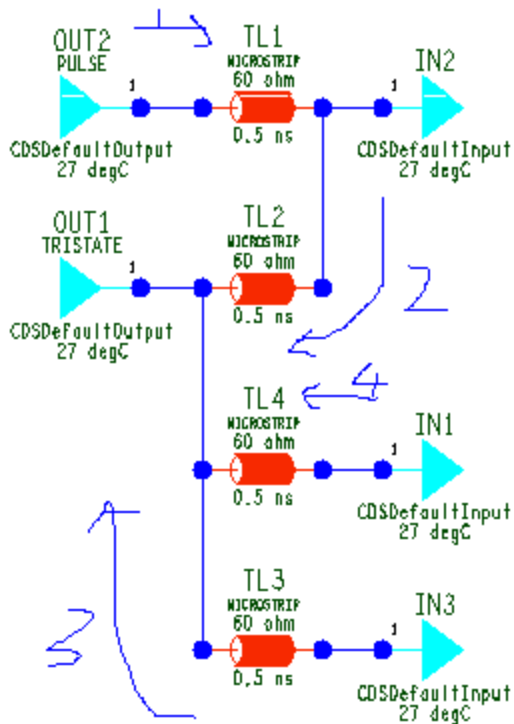 1
OUT2
PULSE
1
CDSDefaultOutput
27 degC
TL1
MICROSTRIP
60 ohm
0.5 ns
IN2
1
CDSDefaultInput
27 degC
OUT1
TRISTATE
1
CDSDefaultOutput
27 degC
TL2
MICROSTRIP
60 ohm
0.5 ns
2
4
TL4
MICROSTRIP
60 ohm
0.5 ns
IN1
1
CDSDefaultInput
27 degC
3
TL3
MICROSTRIP
60 ohm
0.5 ns
IN3
1
CDSDefaultInput
27 degC